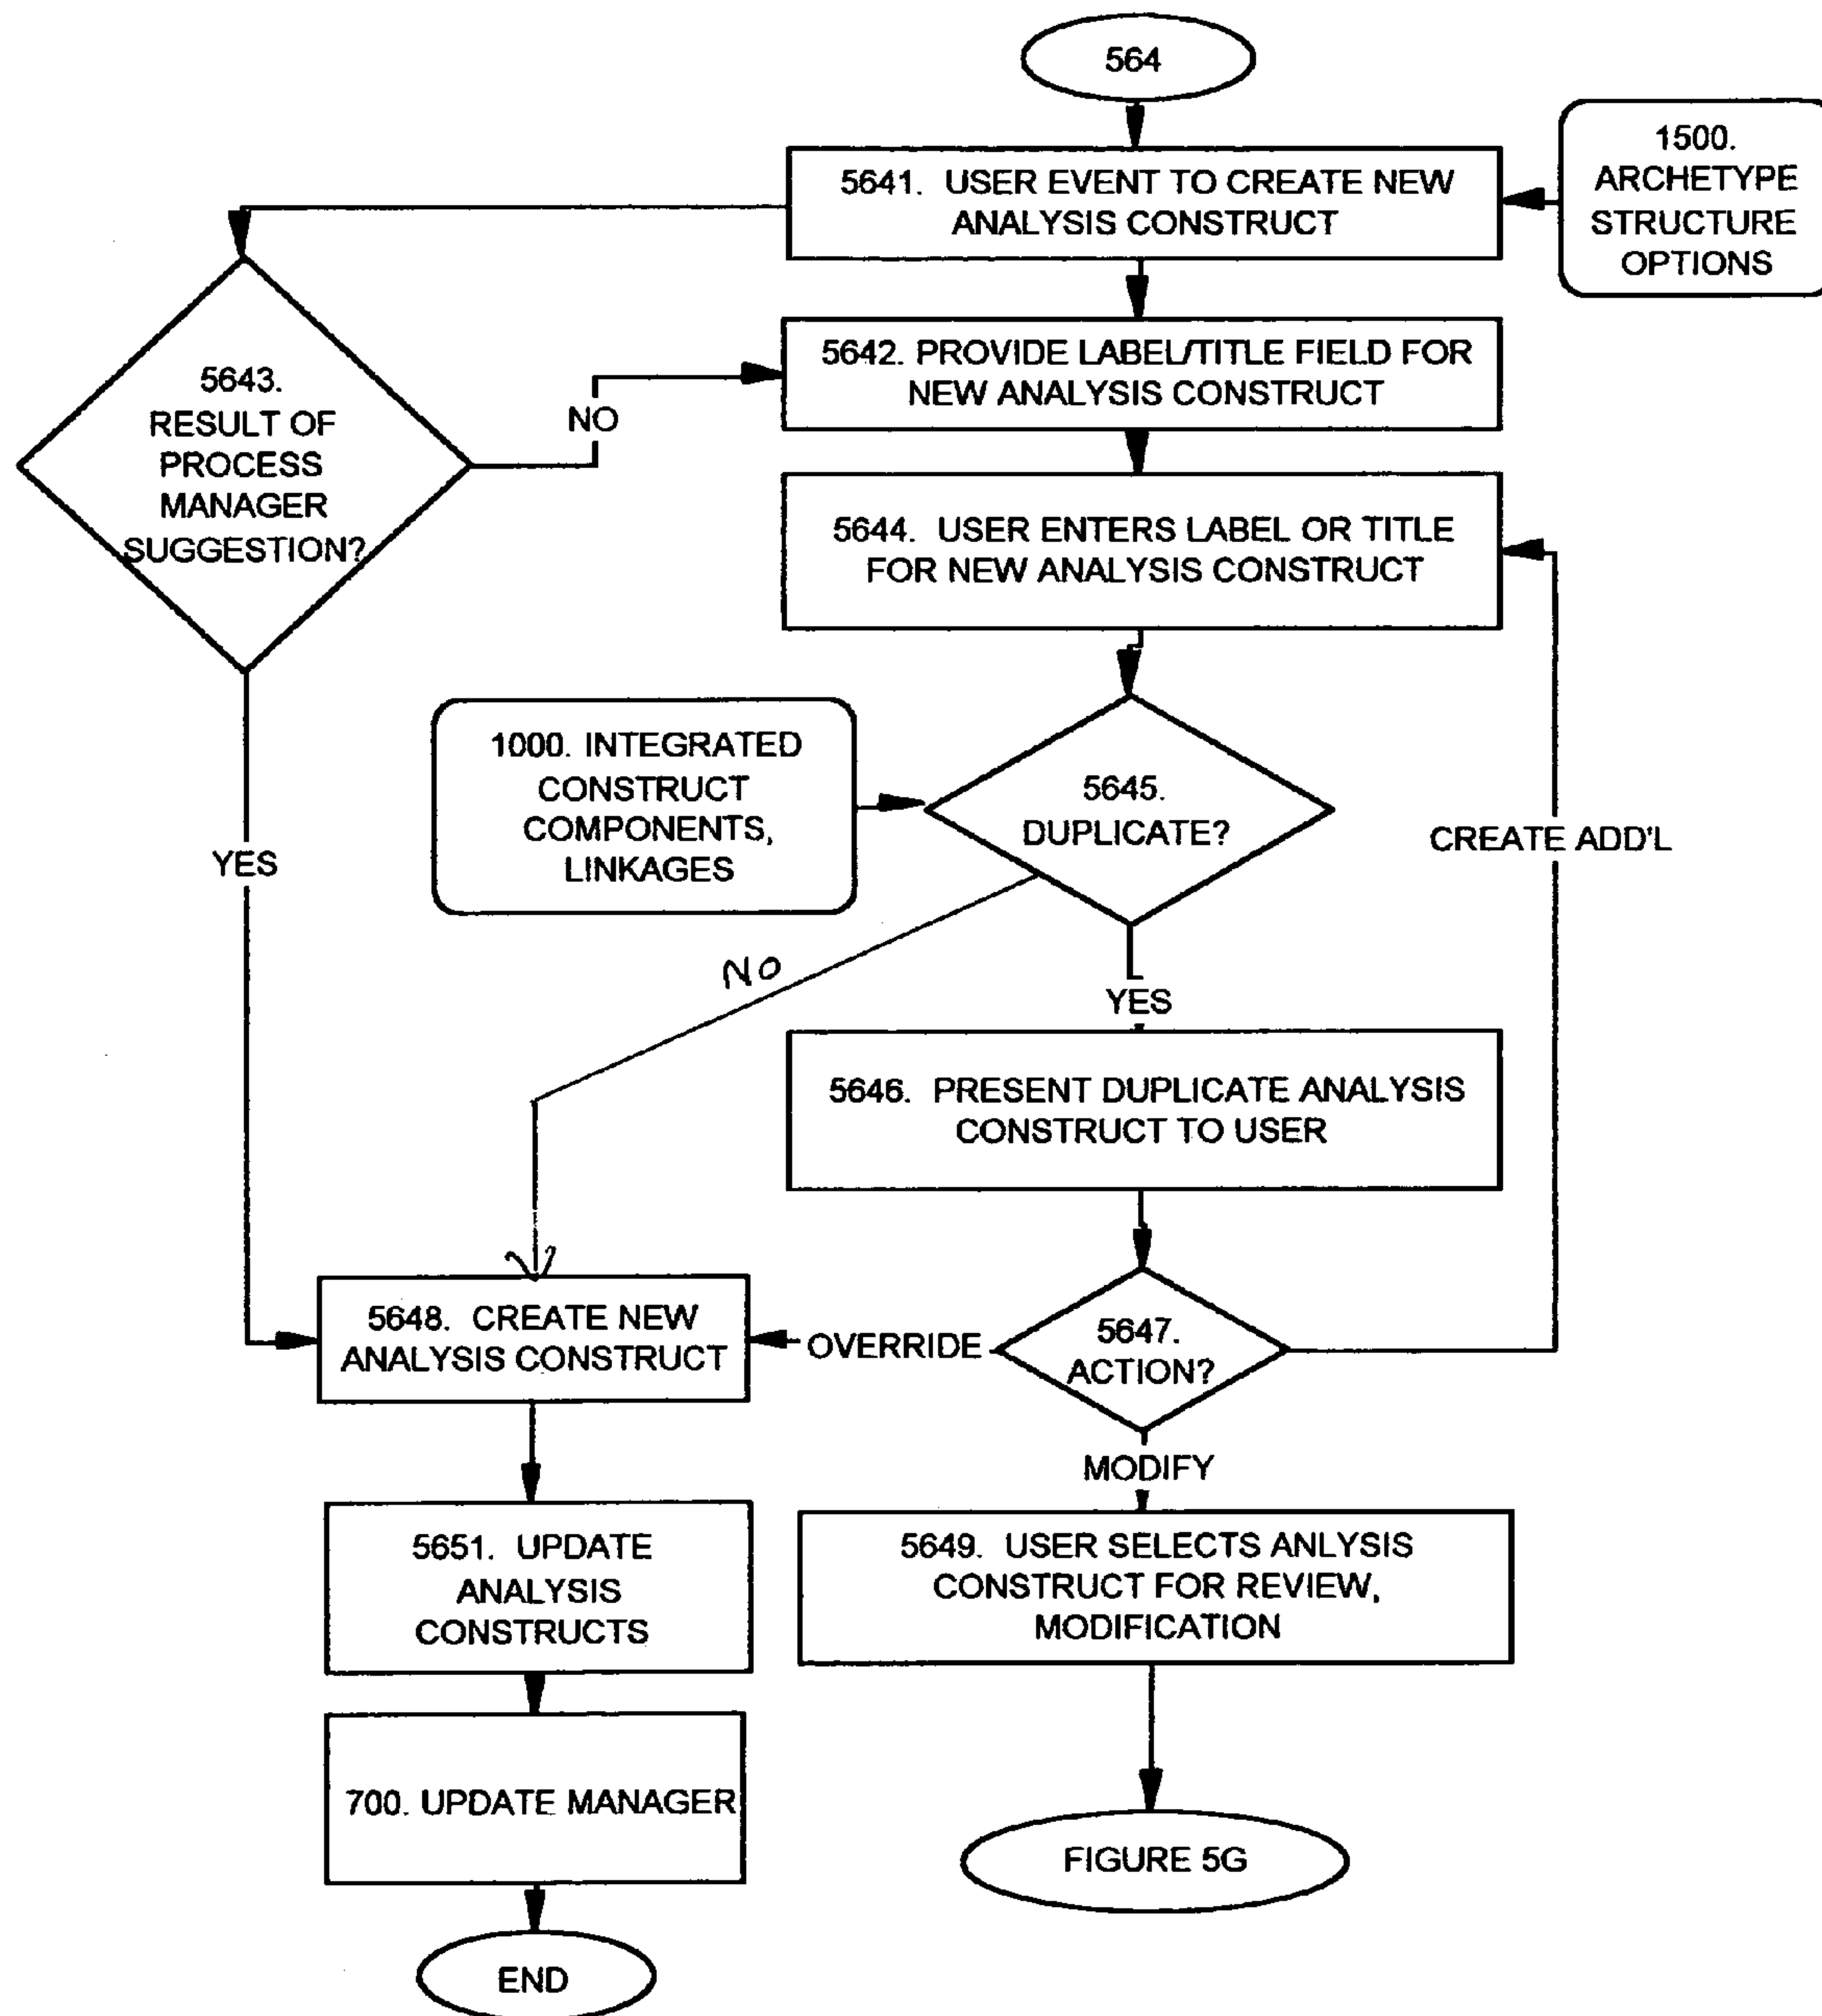 564
1500.
ARCHETYPE
STRUCTURE
OPTIONS
5641. USER EVENT TO CREATE NEW
ANALYSIS CONSTRUCT
5642. PROVIDE LABEL/TITLE FIELD FOR
NEW ANALYSIS CONSTRUCT
5643.
RESULT OF
PROCESS
MANAGER
SUGGESTION?
NO
5644. USER ENTERS LABEL OR TITLE
FOR NEW ANALYSIS CONSTRUCT
1000. INTEGRATED
CONSTRUCT
COMPONENTS,
LINKAGES
5645.
DUPLICATE?
CREATE ADD'L
YES
NO
YES
5646. PRESENT DUPLICATE ANALYSIS
CONSTRUCT TO USER
5648. CREATE NEW
ANALYSIS CONSTRUCT
OVERRIDE
5647.
ACTION?
MODIFY
5651. UPDATE
ANALYSIS
CONSTRUCTS
5649. USER SELECTS ANLYSIS
CONSTRUCT FOR REVIEW,
MODIFICATION
700. UPDATE MANAGER
FIGURE 5G
END